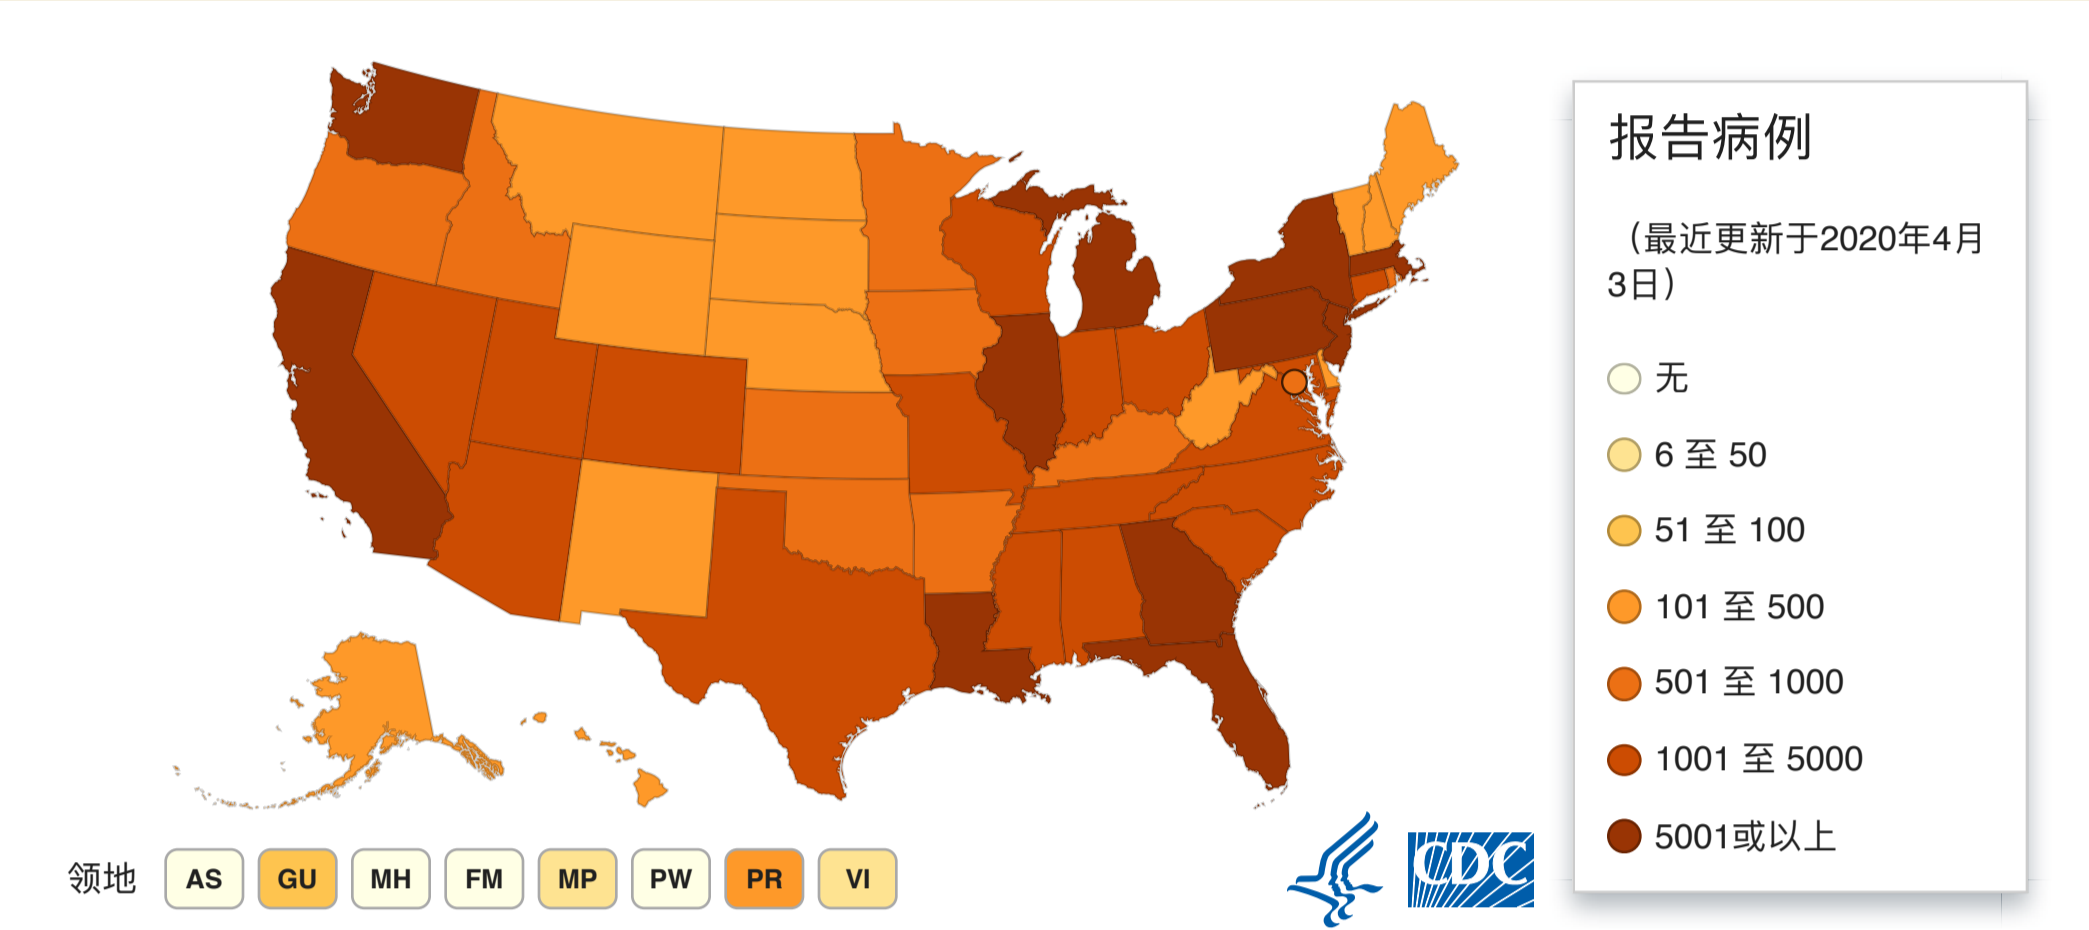 报告病例
（最近更新于2020年4月
3日）
无
6 至 50
51 至 100
101 至 500
501 至 1000
1001 至 5000
5001或以上
领地
AS
GU
MH
FM
MP
PW
PR
VI
CDC